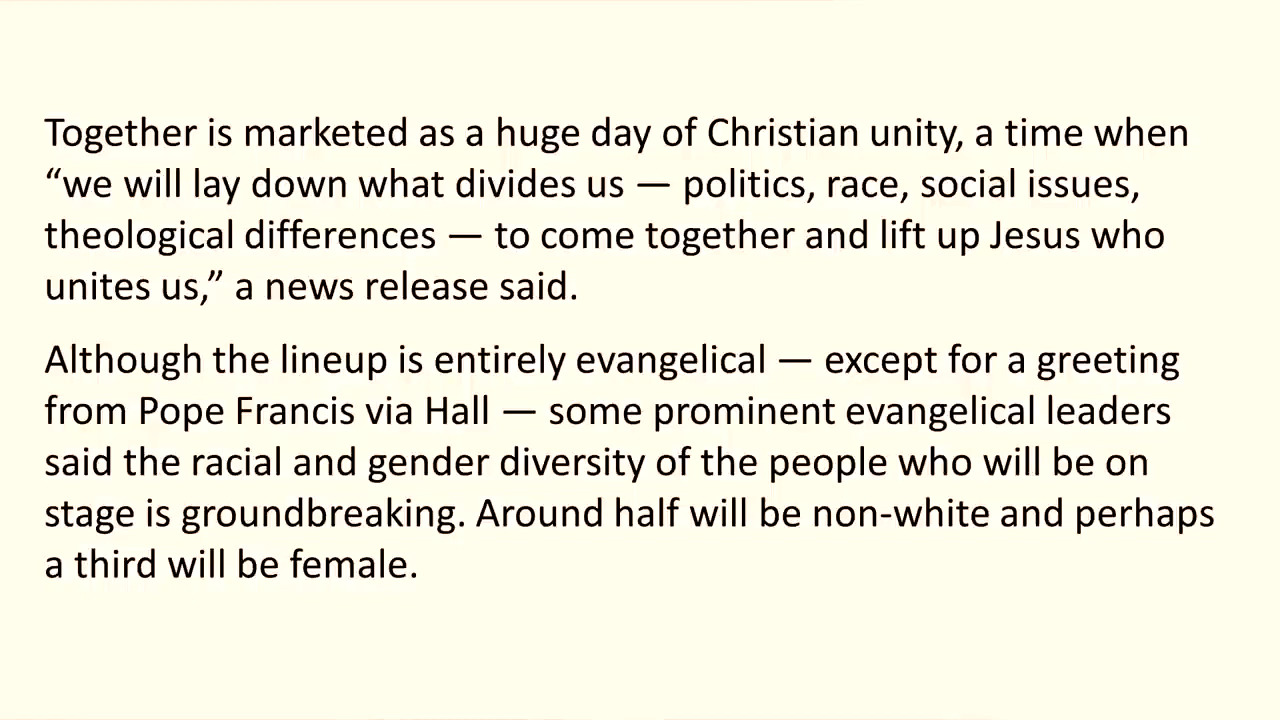 Together is marketed as a huge day of Christian unity, a time when
“we will lay down what divides us — politics, race, social issues,
theological differences — to come together and lift up Jesus who
unites us,” a news release said.
Although the lineup is entirely evangelical — except for a greeting
from Pope Francis via Hall — some prominent evangelical leaders
said the racial and gender diversity of the people who will be on
stage is groundbreaking. Around half will be non-white and perhaps
a third will be female.